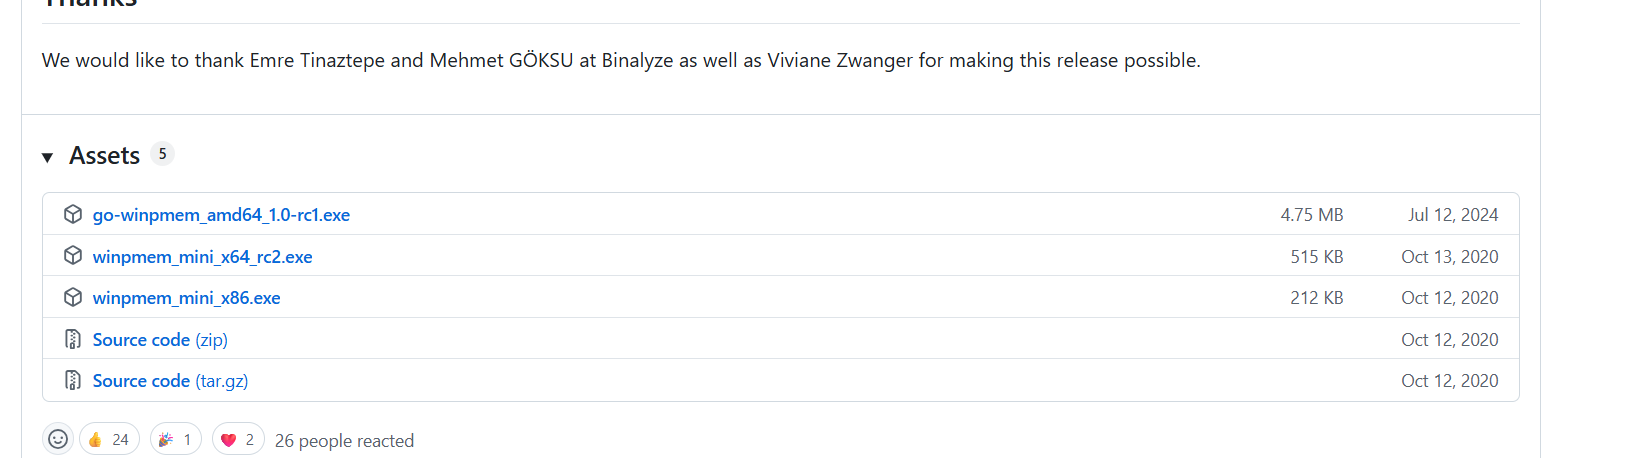 Thanks
We would like to thank Emre Tinaztepe and Mehmet GÖKSU at Binalyze as well as Viviane Zwanger for making this release possible.
Assets 5
go-winpmem_amd64_1.0-rc1.exe 4.75 MB Jul 12, 2024
winpmem_mini_x64_rc2.exe 515 KB Oct 13, 2020
winpmem_mini_x86.exe 212 KB Oct 12, 2020
Source code (zip) Oct 12, 2020
Source code (tar.gz) Oct 12, 2020
24 1 2 26 people reacted